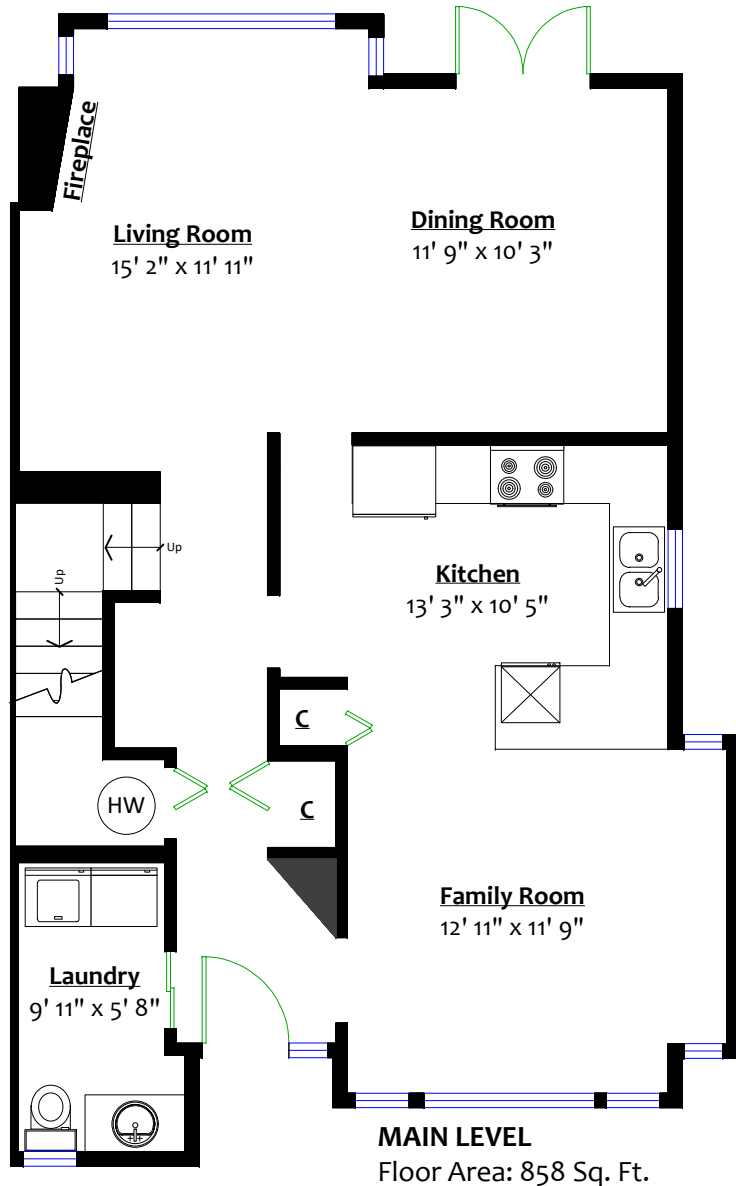 Fireplace
Living Room
15' 2" x 11' 11"
Dining Room
11' 9" x 10' 3"
Up
Up
Kitchen
13' 3" x 10' 5"
C
HW
C
Family Room
12' 11" x 11' 9"
Laundry
9' 11" x 5' 8"
MAIN LEVEL
Floor Area: 858 Sq. Ft.